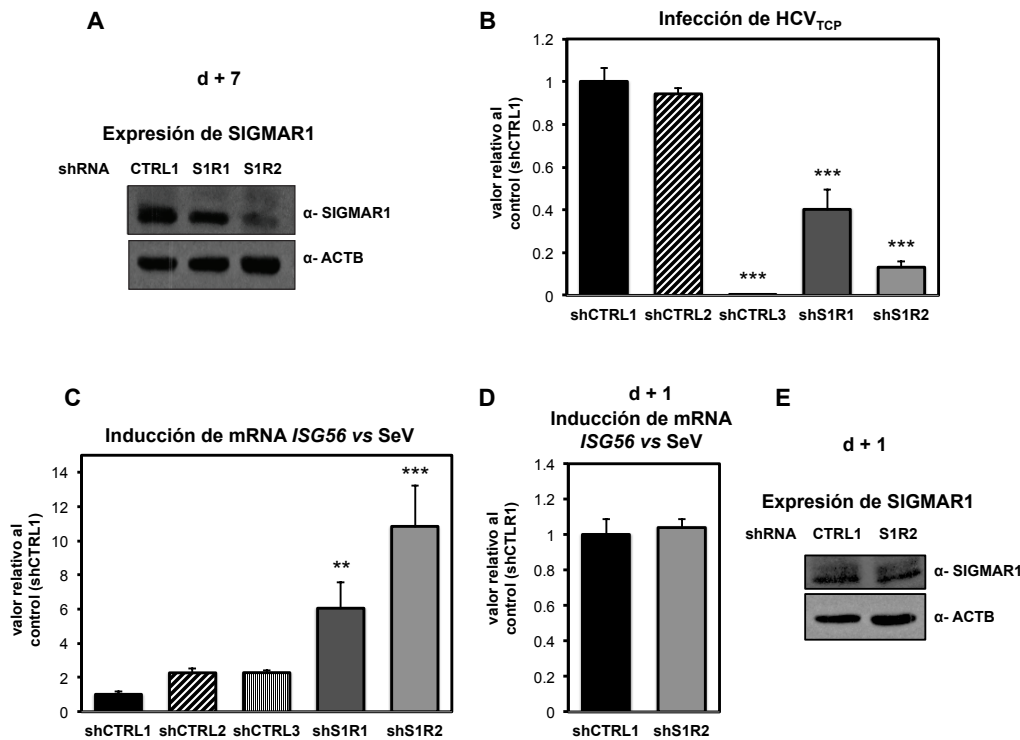 A
d + 7
Expresión de SIGMAR1
shRNA CTRL1 S1R1 S1R2
α- SIGMAR1
α- ACTB
B
Infección de HCVTCP
valor relativo al
control (shCTRL1)
1.2
1
0.8
0.6
0.4
0.2
0
***
***
***
shCTRL1 shCTRL2 shCTRL3 shS1R1 shS1R2
C
Inducción de mRNA ISG56 vs SeV
valor relativo al
control (shCTRL1)
14
12
10
8
6
4
2
0
**
***
shCTRL1 shCTRL2 shCTRL3 shS1R1 shS1R2
D
d + 1
Inducción de mRNA
ISG56 vs SeV
valor relativo al
control (shCTLR1)
1.4
1.2
1
0.8
0.6
0.4
0.2
0
shCTRL1 shS1R2
E
d + 1
Expresión de SIGMAR1
shRNA CTRL1 S1R2
α- SIGMAR1
α- ACTB